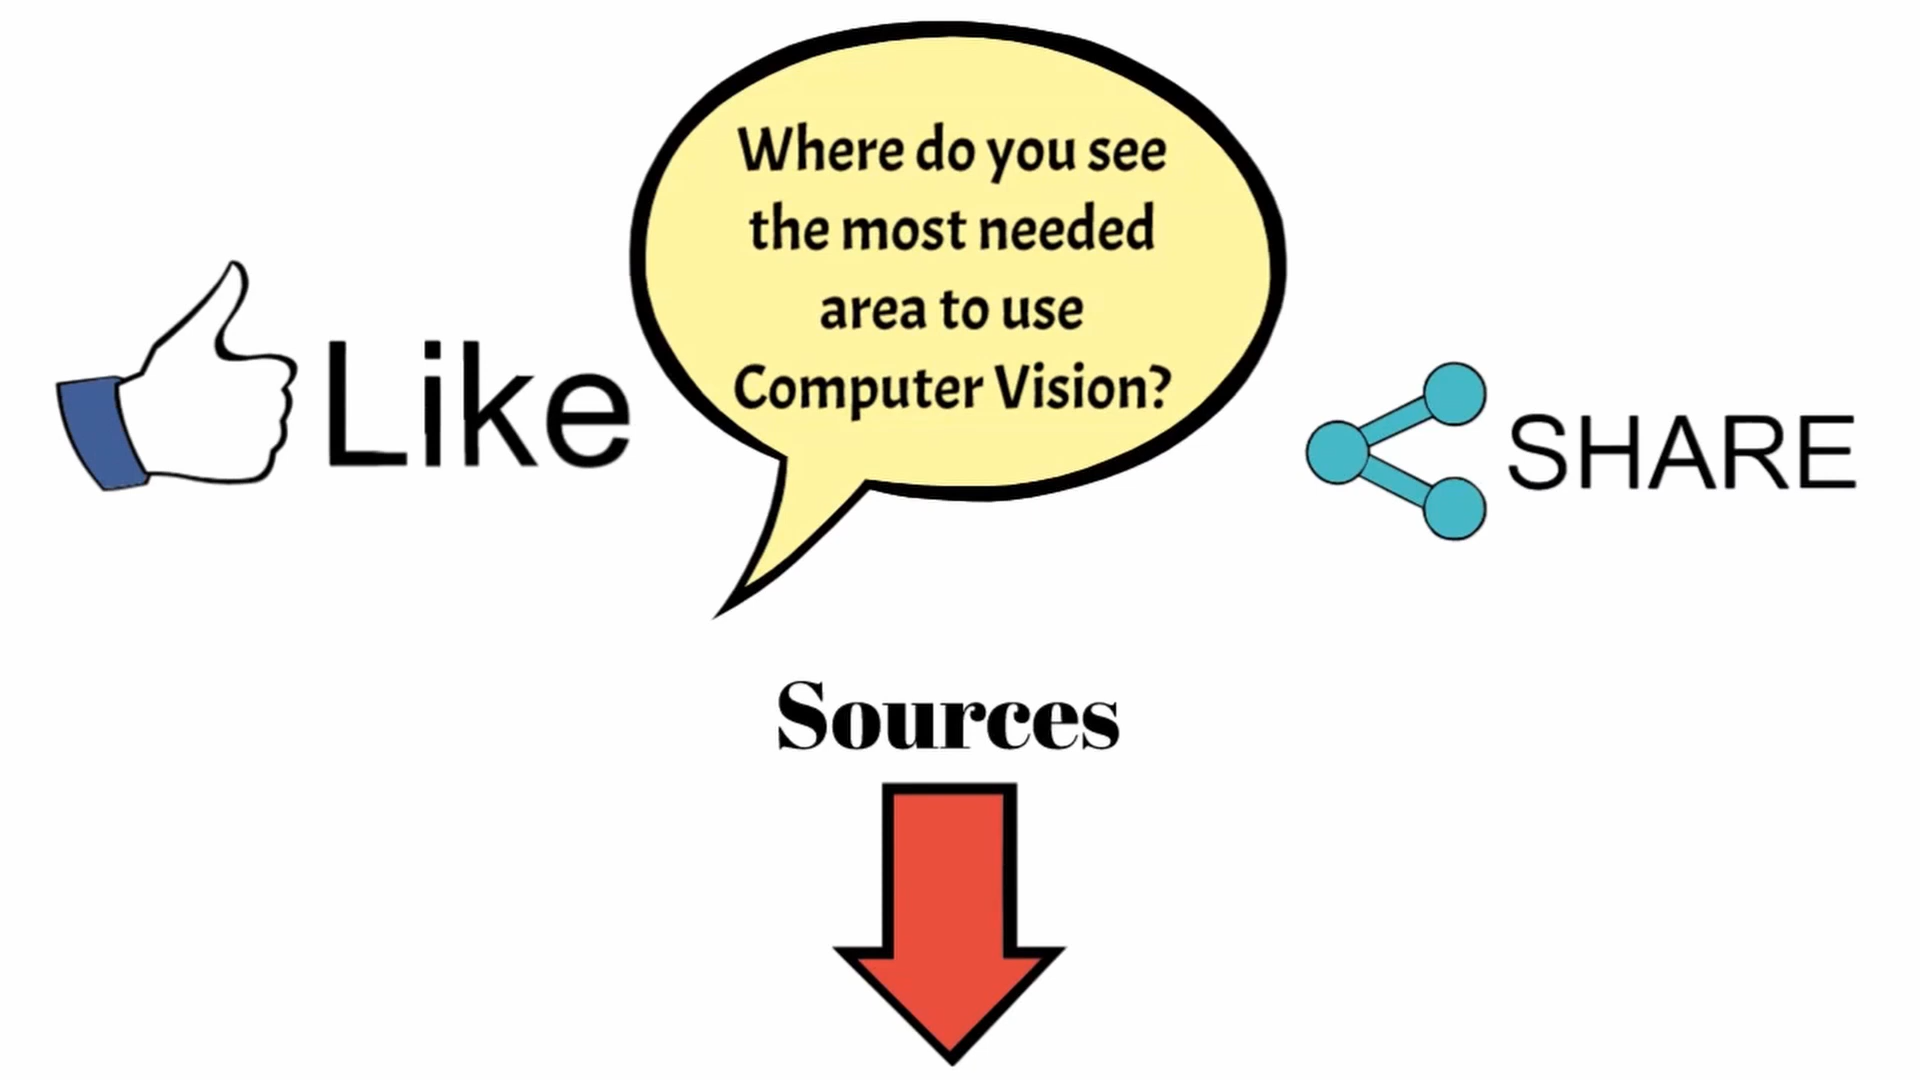 Where do you see
the most needed
area to use
Computer Vision?
Like
SHARE
Sources